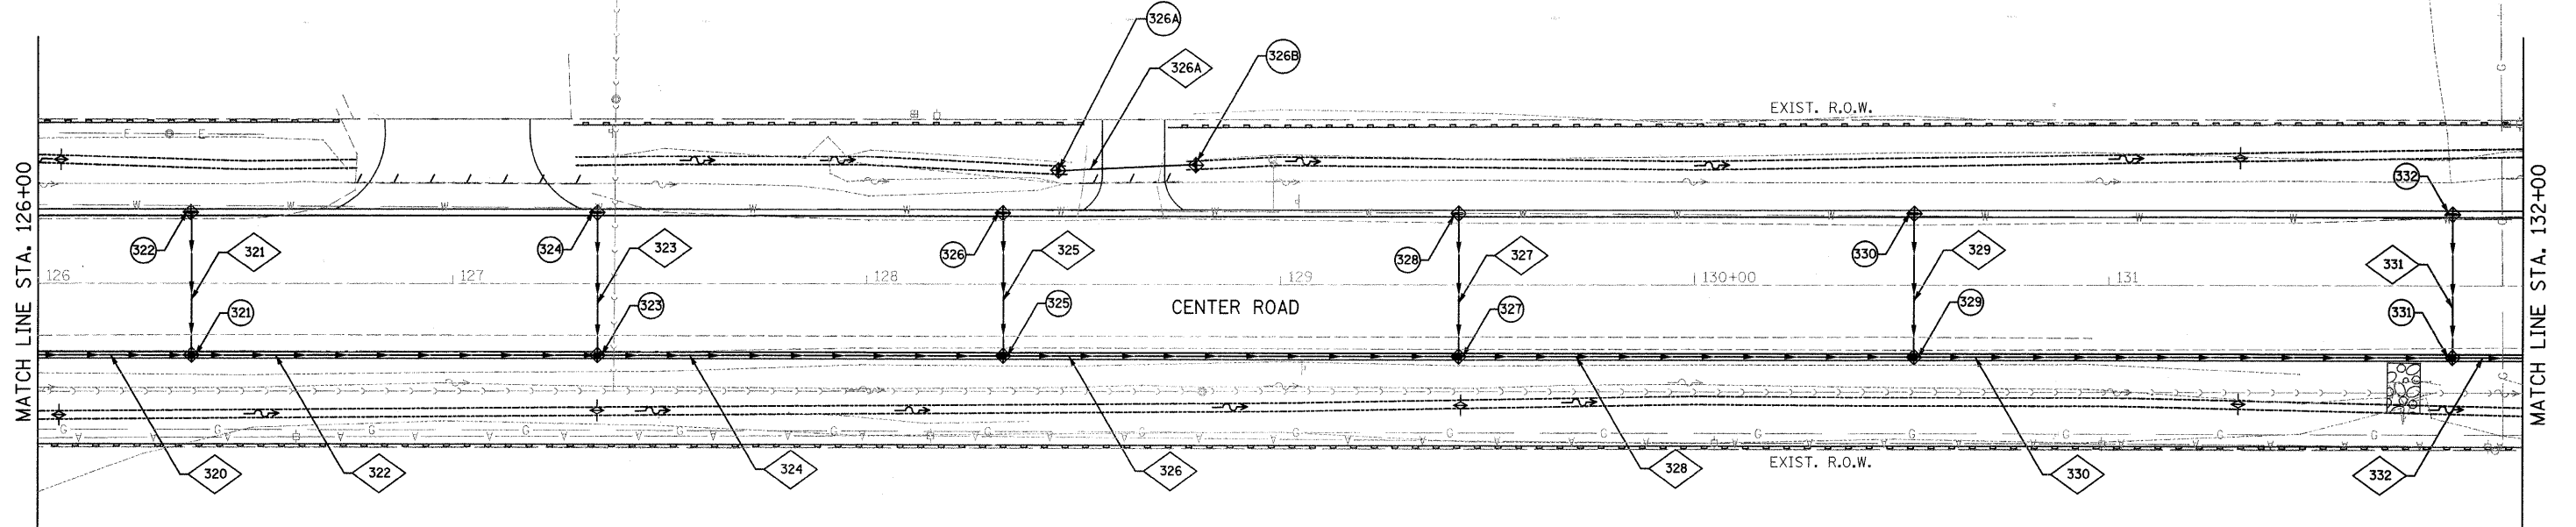 326A
326A
326B
EXIST. R.O.W.
E E
332
W W W W W W W W W W W W W W W
322 321 324 323 326 325 328 327 330 329 331
126 127 128 129 130+00 131
MATCH LINE STA. 126+00
MATCH LINE STA. 132+00
CENTER ROAD
321 323 325 327 329 331
G G G G G G G G G G G G G G G G
EXIST. R.O.W.
320 322 324 326 328 330 332